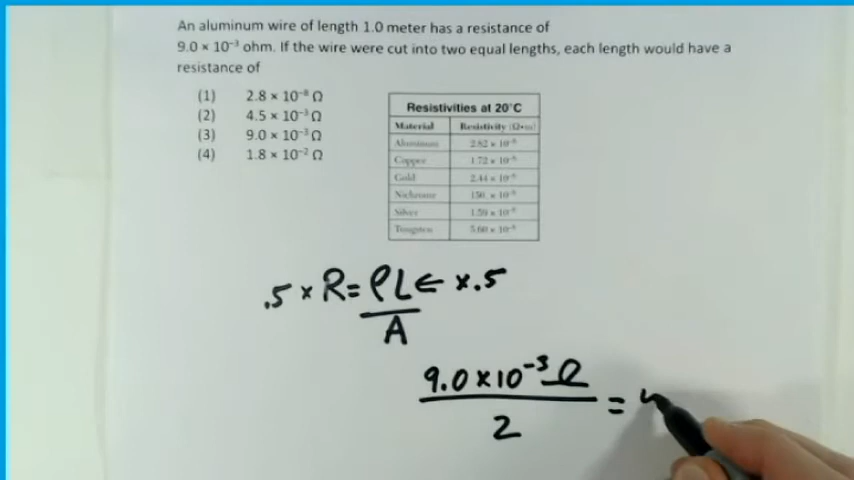 An aluminum wire of length 1.0 meter has a resistance of
9.0 × 10⁻³ ohm. If the wire were cut into two equal lengths, each length would have a
resistance of
(1) 2.8 × 10⁻⁸ Ω
(2) 4.5 × 10⁻³ Ω
(3) 9.0 × 10⁻³ Ω
(4) 1.8 × 10⁻² Ω
Resistivities at 20°C
Material Resistivity (Ω•m)
Aluminum 2.82 × 10⁻⁸
Copper 1.72 × 10⁻⁸
Gold 2.44 × 10⁻⁸
Nichrome 150. × 10⁻⁸
Silver 1.59 × 10⁻⁸
Tungsten 5.60 × 10⁻⁸
.5 × R = ρL ← × .5
A
9.0 × 10⁻³ Ω
2
=